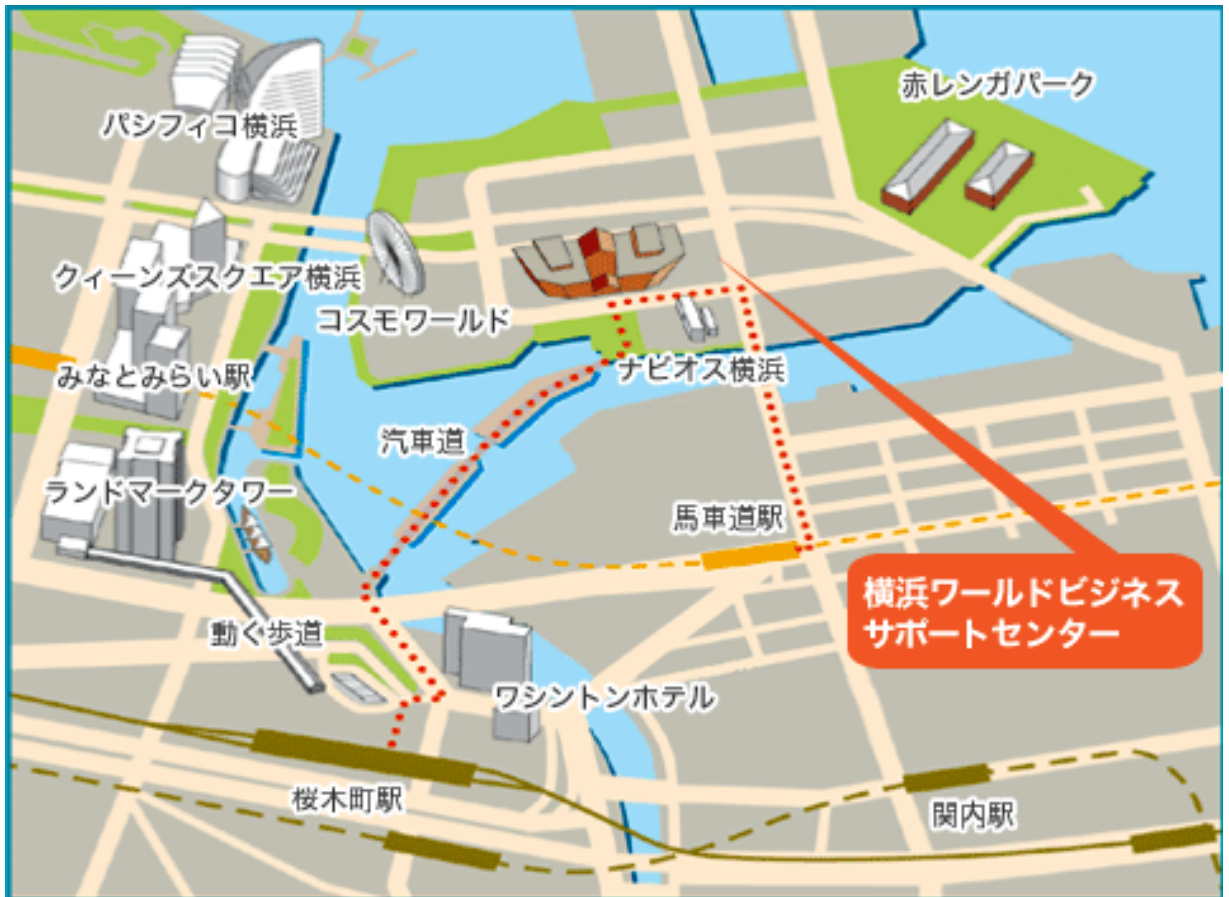 赤レンガパーク
パシフィコ横浜
クィーンズスクエア横浜
コスモワールド
ナビオス横浜
みなとみらい駅
汽車道
ランドマークタワー
馬車道駅
横浜ワールドビジネス
サポートセンター
動く歩道
ワシントンホテル
桜木町駅
関内駅